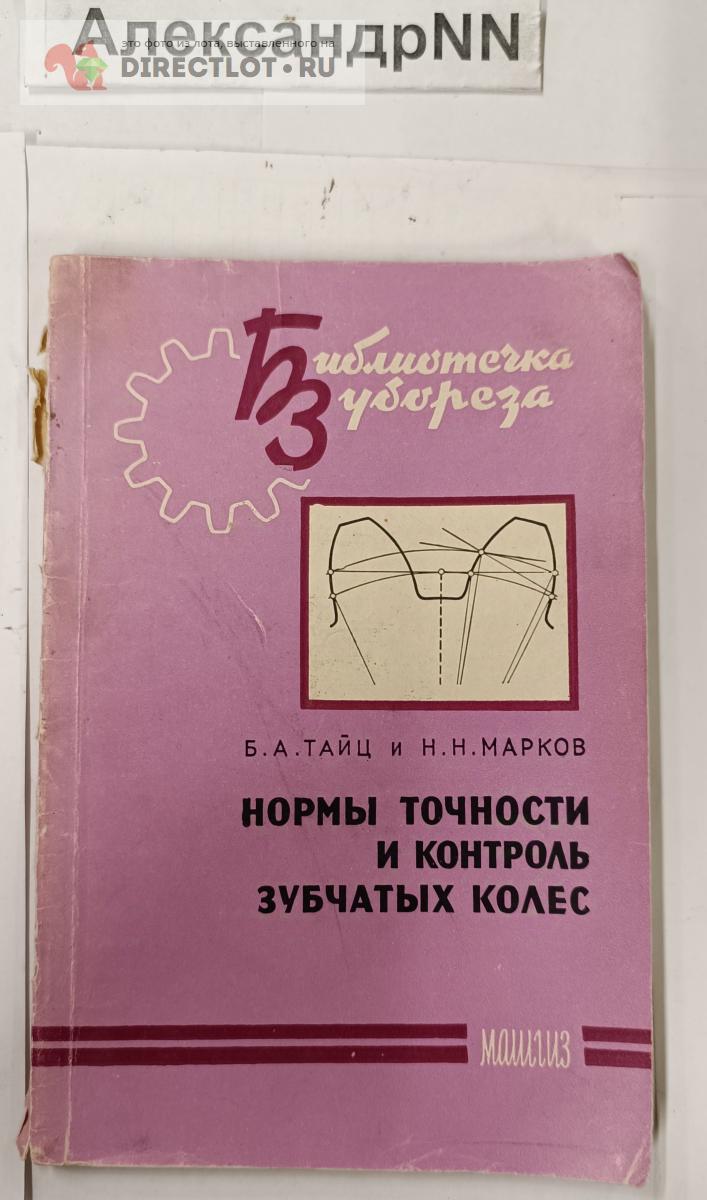 АлександрNN
это фото из лота, выставленного на
DIRECTLOT.RU
Библиотечка
Зубореза
Б.А.ТАЙЦ и Н.Н.МАРКОВ
НОРМЫ ТОЧНОСТИ
И КОНТРОЛЬ
ЗУБЧАТЫХ КОЛЕС
машгиз